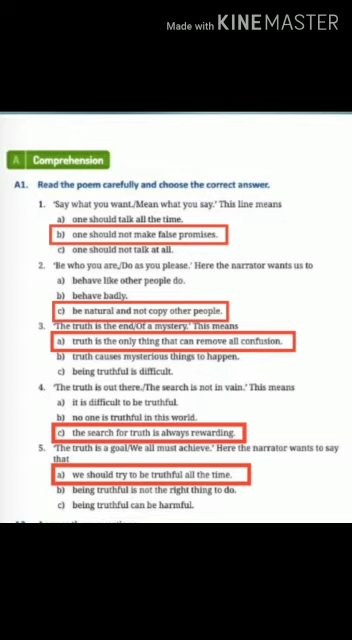 Made with KINEMASTER
A Comprehension
A1. Read the poem carefully and choose the correct answer.
1. 'Say what you want./Mean what you say.' This line means
a) one should talk all the time.
b) one should not make false promises.
c) one should not talk at all.
2. 'Be who you are,/Do as you please.' Here the narrator wants us to
a) behave like other people do.
b) behave badly.
c) be natural and not copy other people.
3. 'The truth is the end/Of a mystery.' This means
a) truth is the only thing that can remove all confusion.
b) truth causes mysterious things to happen.
c) being truthful is difficult.
4. 'The truth is out there./The search is not in vain.' This means
a) it is difficult to be truthful.
b) no one is truthful in this world.
c) the search for truth is always rewarding.
5. 'The truth is a goal/We all must achieve.' Here the narrator wants to say
that
a) we should try to be truthful all the time.
b) being truthful is not the right thing to do.
c) being truthful can be harmful.